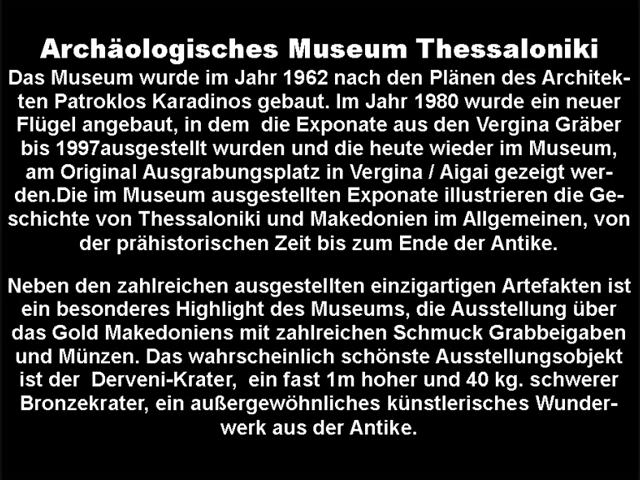 Archäologisches Museum Thessaloniki
Das Museum wurde im Jahr 1962 nach den Plänen des Architek-
ten Patroklos Karadinos gebaut. Im Jahr 1980 wurde ein neuer
Flügel angebaut, in dem  die Exponate aus den Vergina Gräber
bis 1997ausgestellt wurden und die heute wieder im Museum,
am Original Ausgrabungsplatz in Vergina / Aigai gezeigt wer-
den.Die im Museum ausgestellten Exponate illustrieren die Ge-
schichte von Thessaloniki und Makedonien im Allgemeinen, von
der prähistorischen Zeit bis zum Ende der Antike.
Neben den zahlreichen ausgestellten einzigartigen Artefakten ist
ein besonderes Highlight des Museums, die Ausstellung über
das Gold Makedoniens mit zahlreichen Schmuck Grabbeigaben
und Münzen. Das wahrscheinlich schönste Ausstellungsobjekt
ist der  Derveni-Krater,  ein fast 1m hoher und 40 kg. schwerer
Bronzekrater, ein außergewöhnliches künstlerisches Wunder-
werk aus der Antike.